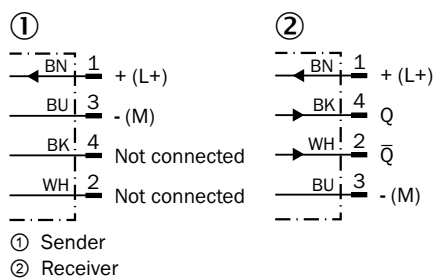 ① ②
BN 1 + (L+)
BU 3 - (M)
BK 4 Not connected
WH 2 Not connected
BN 1 + (L+)
BK 4 Q
WH 2 Q̅
BU 3 - (M)
① Sender
② Receiver